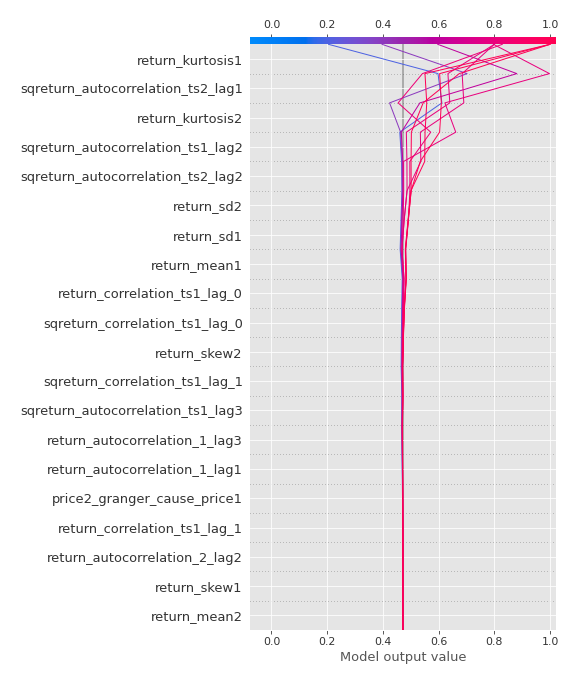 0.0 0.2 0.4 0.6 0.8 1.0
return_kurtosis1
sqreturn_autocorrelation_ts2_lag1
return_kurtosis2
sqreturn_autocorrelation_ts1_lag2
sqreturn_autocorrelation_ts2_lag2
return_sd2
return_sd1
return_mean1
return_correlation_ts1_lag_0
sqreturn_correlation_ts1_lag_0
return_skew2
sqreturn_correlation_ts1_lag_1
sqreturn_autocorrelation_ts1_lag3
return_autocorrelation_1_lag3
return_autocorrelation_1_lag1
price2_granger_cause_price1
return_correlation_ts1_lag_1
return_autocorrelation_2_lag2
return_skew1
return_mean2
0.0 0.2 0.4 0.6 0.8 1.0
Model output value